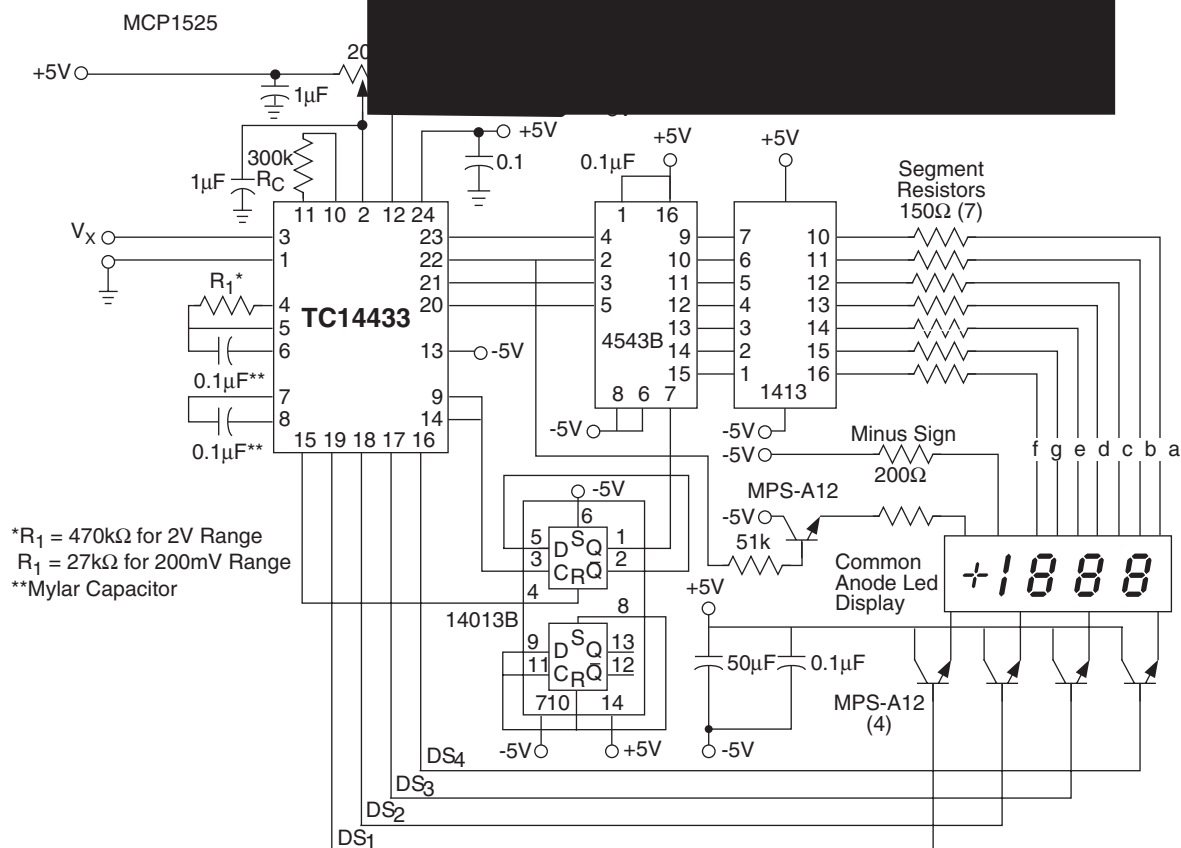 MCP1525
+5V
20
1µF
+5V
+5V
+5V
0.1µF
300k
RC
0.1
1µF
Segment
Resistors
150Ω (7)
11 10 2 12 24
1 16
VX
3
1
R1*
4
5
6
0.1µF**
7
8
0.1µF**
TC14433
23
22
21
20
13
-5V
9
14
15 19 18 17 16
4
2
3
5
9
10
11
12
13
14
15
4543B
8 6 7
-5V
7
6
5
4
3
2
1
10
11
12
13
14
15
16
1413
-5V
-5V
Minus Sign
200Ω
f g e d c b a
MPS-A12
-5V
51k
-5V
6
5 D S Q 1
3 C R Q̅ 2
4
14013B
8
9 D S Q 13
11 C R Q̅ 12
7 10 14
-5V
+5V
*R1 = 470kΩ for 2V Range
R1 = 27kΩ for 200mV Range
**Mylar Capacitor
Common
Anode Led
Display
+1888
+5V
50µF
0.1µF
-5V
MPS-A12
(4)
DS4
DS3
DS2
DS1